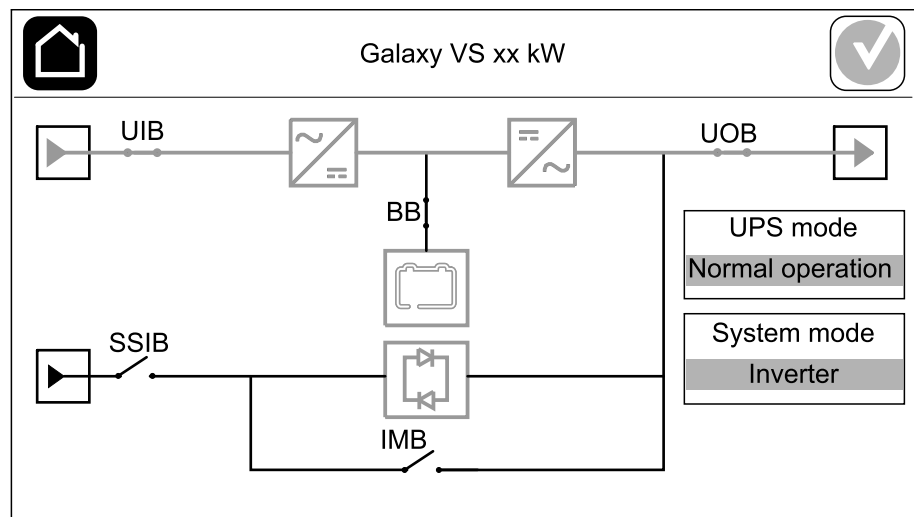 Galaxy VS xx kW
UIB
UOB
BB
UPS mode
Normal operation
SSIB
System mode
Inverter
IMB